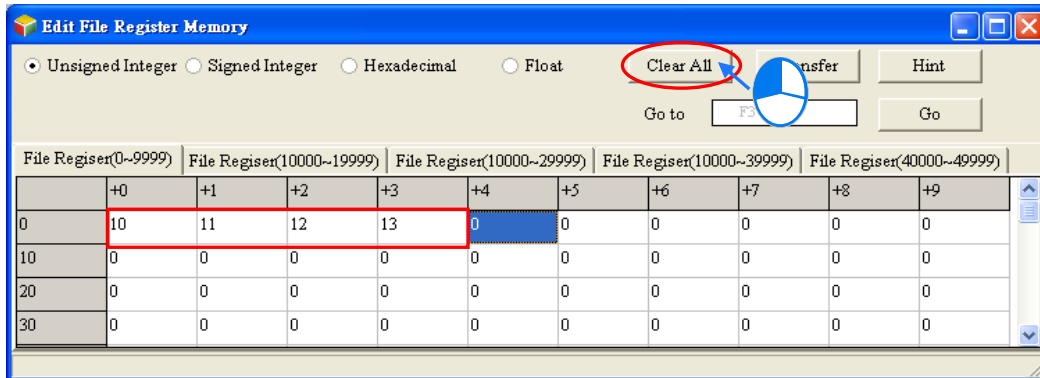 Edit File Register Memory
Unsigned Integer Signed Integer Hexadecimal Float Clear All Hint
Go to Go
File Regiser(0~9999) File Regiser(10000~19999) File Regiser(10000~29999) File Regiser(10000~39999) File Regiser(40000~49999)
+0 +1 +2 +3 +4 +5 +6 +7 +8 +9
0 10 11 12 13 0 0 0 0 0 0
10 0 0 0 0 0 0 0 0 0 0
20 0 0 0 0 0 0 0 0 0 0
30 0 0 0 0 0 0 0 0 0 0